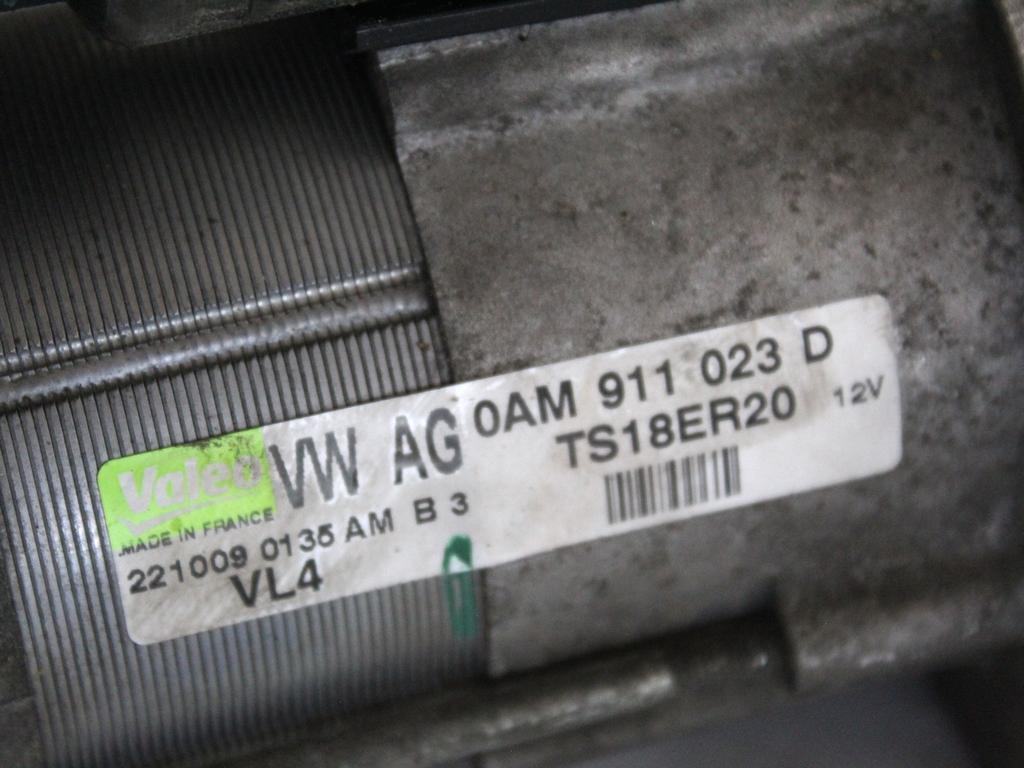 Valeo VW AG 0AM 911 023 D
TS18ER20 12V
MADE IN FRANCE
221009 0135 AM B 3
VL4